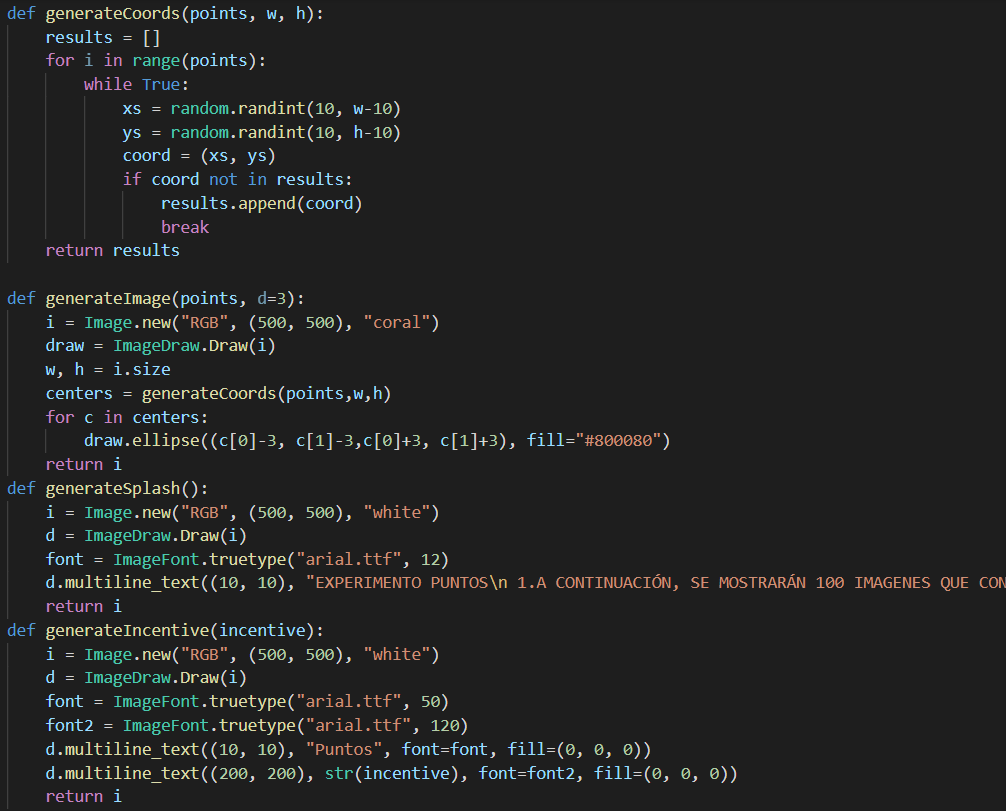 def generateCoords(points, w, h):
    results = []
    for i in range(points):
        while True:
            xs = random.randint(10, w-10)
            ys = random.randint(10, h-10)
            coord = (xs, ys)
            if coord not in results:
                results.append(coord)
                break
    return results

def generateImage(points, d=3):
    i = Image.new("RGB", (500, 500), "coral")
    draw = ImageDraw.Draw(i)
    w, h = i.size
    centers = generateCoords(points,w,h)
    for c in centers:
        draw.ellipse((c[0]-3, c[1]-3,c[0]+3, c[1]+3), fill="#800080")
    return i
def generateSplash():
    i = Image.new("RGB", (500, 500), "white")
    d = ImageDraw.Draw(i)
    font = ImageFont.truetype("arial.ttf", 12)
    d.multiline_text((10, 10), "EXPERIMENTO PUNTOS\n 1.A CONTINUACIÓN, SE MOSTRARÁN 100 IMAGENES QUE CON
    return i
def generateIncentive(incentive):
    i = Image.new("RGB", (500, 500), "white")
    d = ImageDraw.Draw(i)
    font = ImageFont.truetype("arial.ttf", 50)
    font2 = ImageFont.truetype("arial.ttf", 120)
    d.multiline_text((10, 10), "Puntos", font=font, fill=(0, 0, 0))
    d.multiline_text((200, 200), str(incentive), font=font2, fill=(0, 0, 0))
    return i